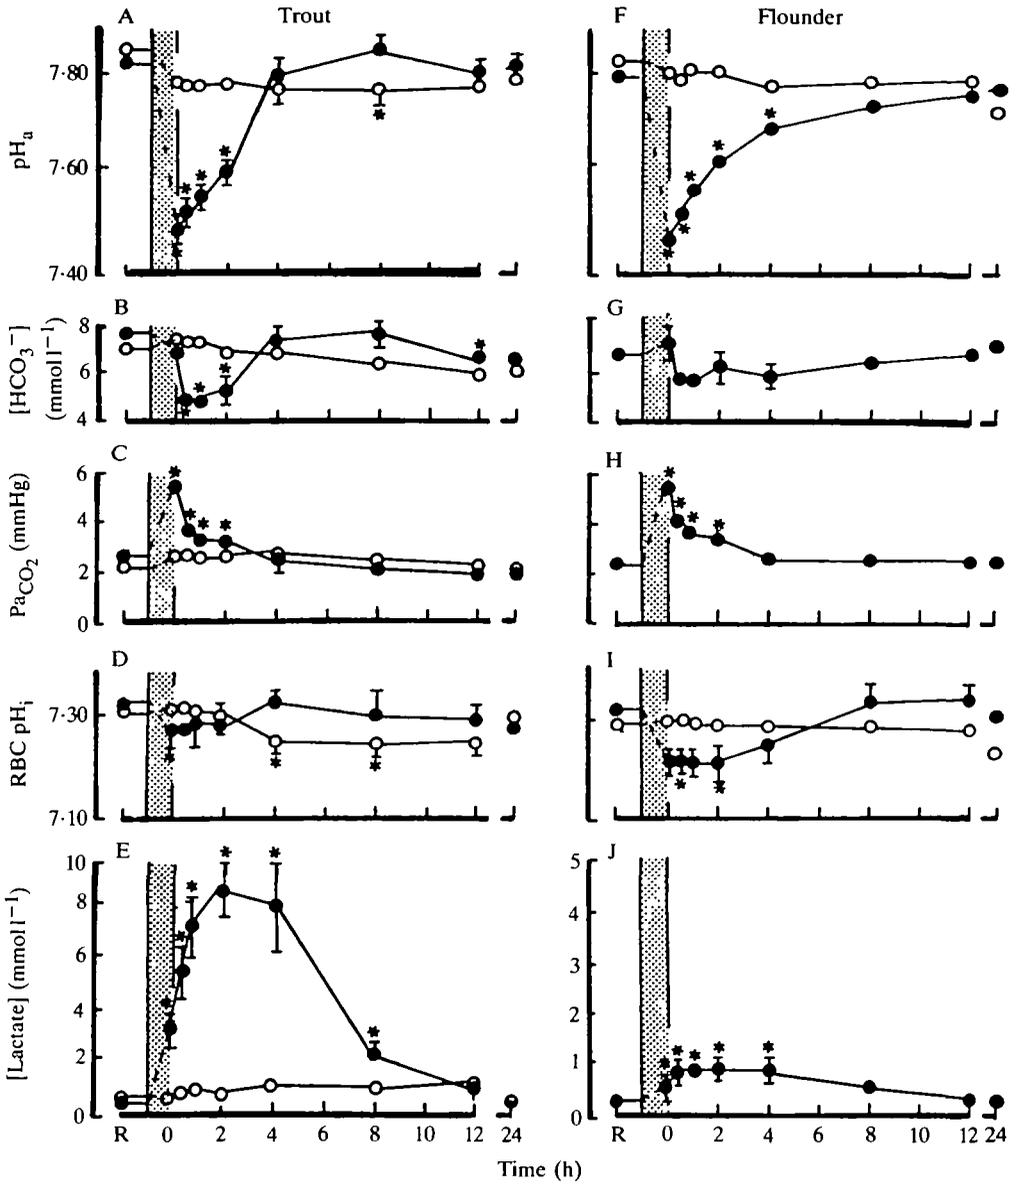 A Trout
pHa
7·80
7·60
7·40
B
[HCO3−] (mmol l−1)
8
6
4
C
PaCO2 (mmHg)
6
4
2
0
D
RBC pHi
7·30
7·10
E
[Lactate] (mmol l−1)
10
8
6
4
2
0
R 0 2 4 6 8 10 12 24
F Flounder
G
H
I
J
5
4
3
2
1
0
R 0 2 4 6 8 10 12 24
Time (h)